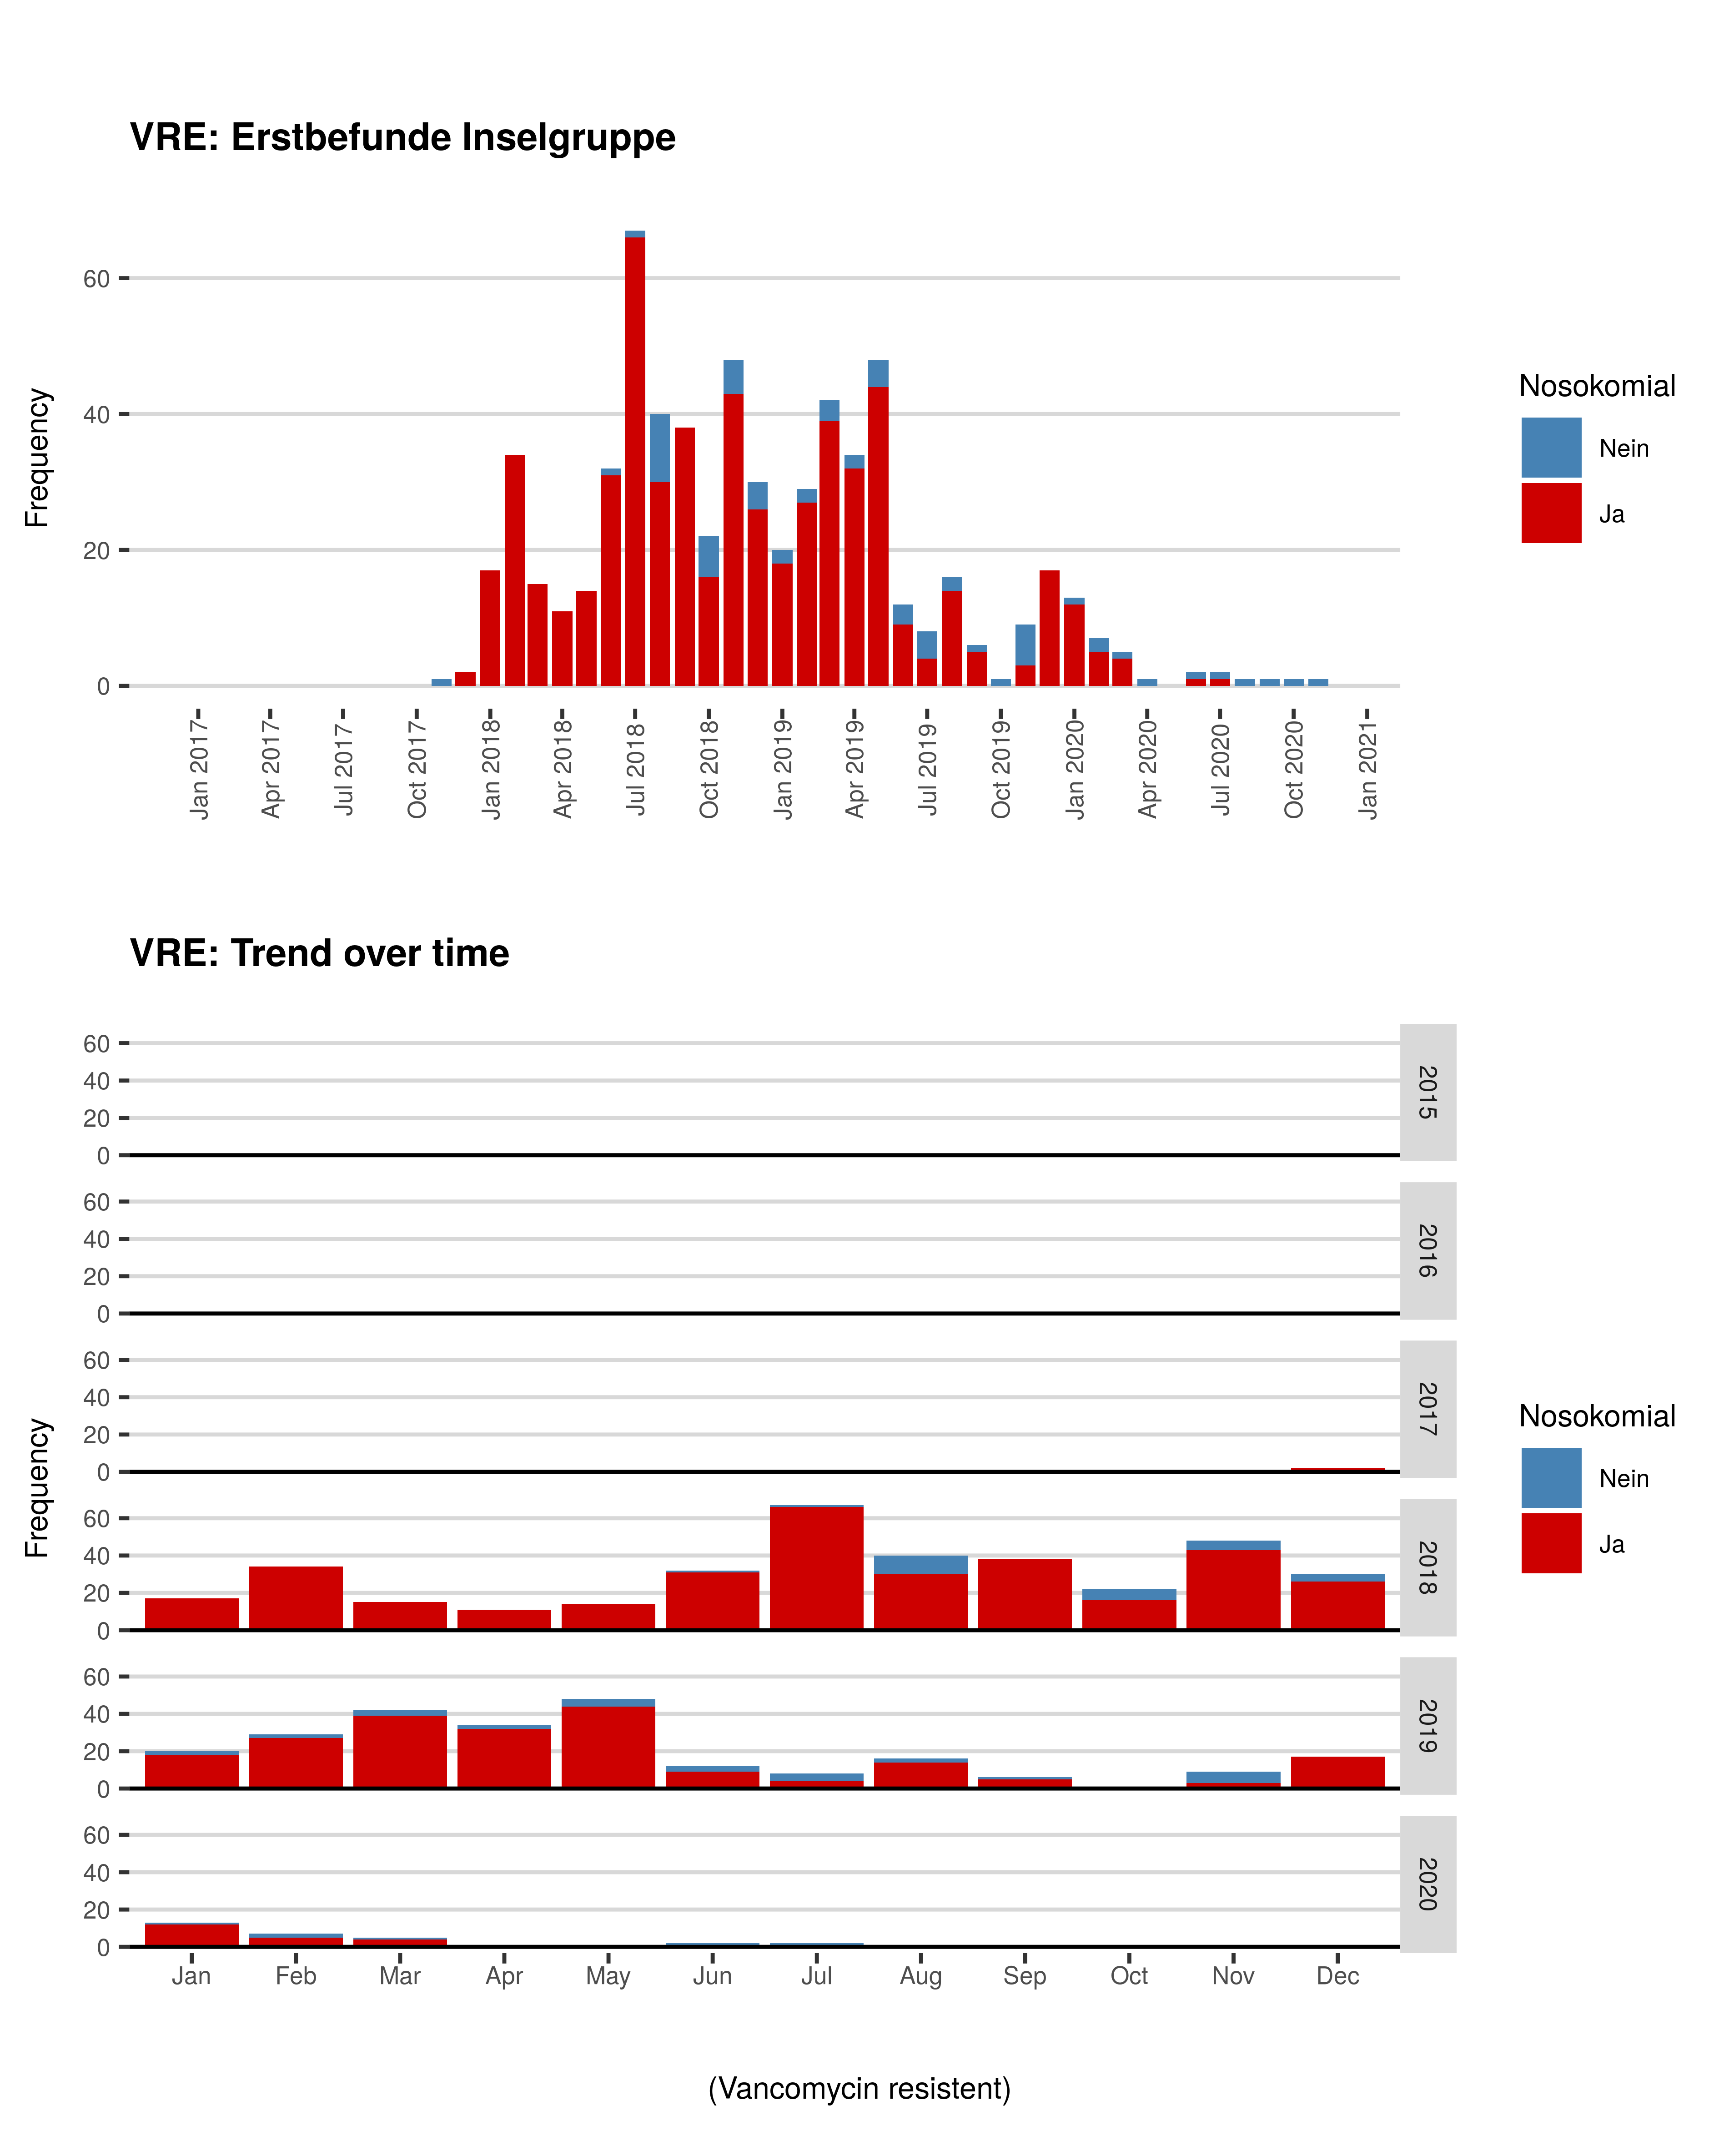 VRE: Erstbefunde Inselgruppe
Frequency
60
40
20
0
Jan 2017
Apr 2017
Jul 2017
Oct 2017
Jan 2018
Apr 2018
Jul 2018
Oct 2018
Jan 2019
Apr 2019
Jul 2019
Oct 2019
Jan 2020
Apr 2020
Jul 2020
Oct 2020
Jan 2021
Nosokomial
Nein
Ja
VRE: Trend over time
Frequency
60
40
20
0
2015
60
40
20
0
2016
60
40
20
0
2017
60
40
20
0
2018
60
40
20
0
2019
60
40
20
0
2020
Jan Feb Mar Apr May Jun Jul Aug Sep Oct Nov Dec
Nosokomial
Nein
Ja
(Vancomycin resistent)